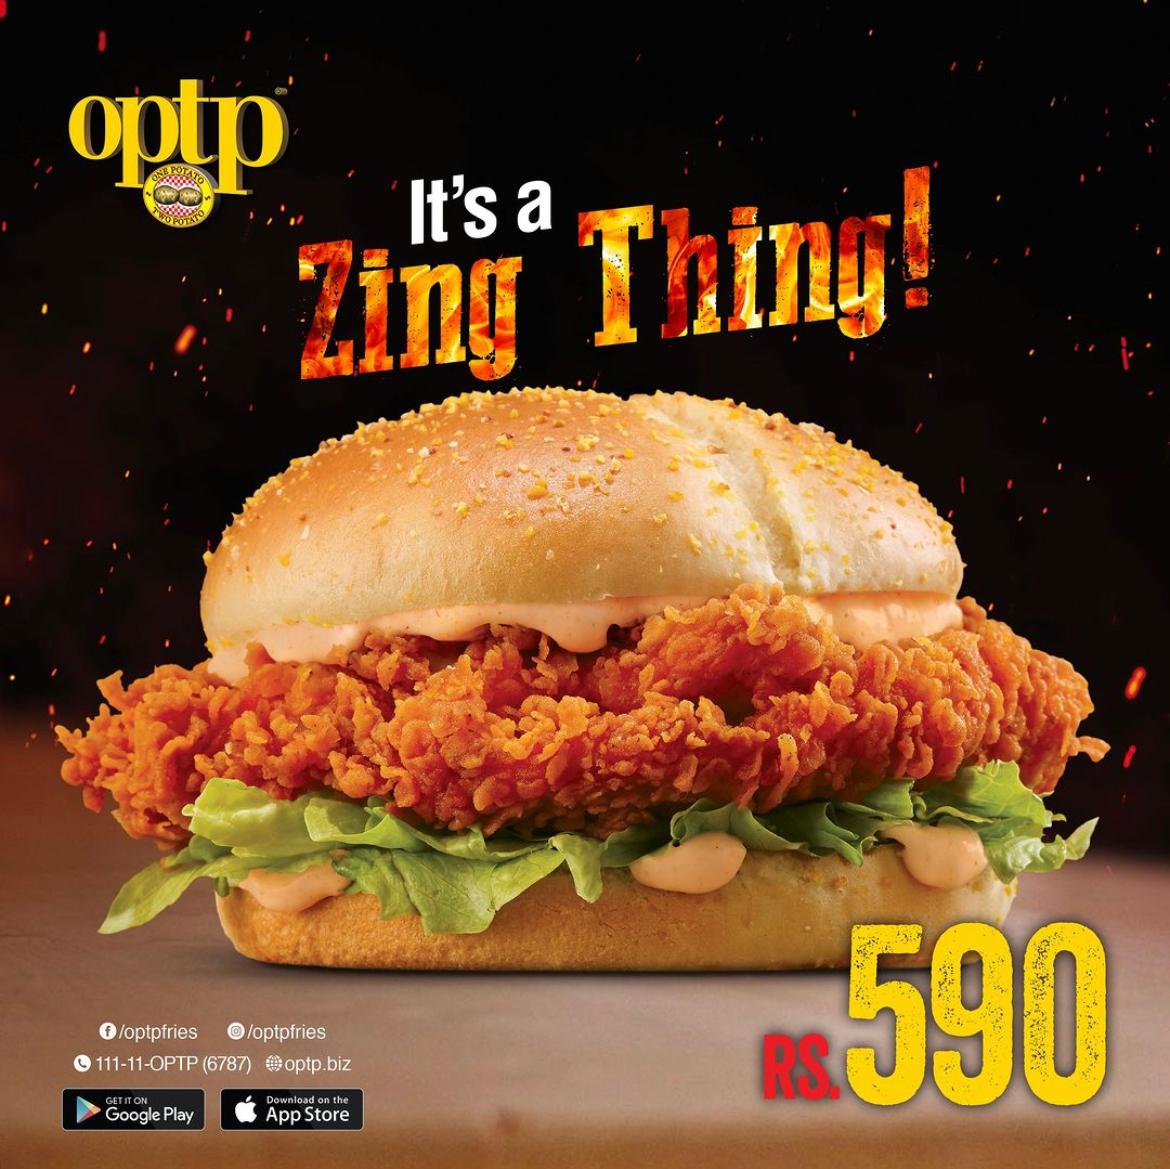 optp
ONE POTATO
TWO POTATO
It's a
Zing Thing!
RS. 590
/optpfries /optpfries
111-11-OPTP (6787) optp.biz
GET IT ON
Google Play
Download on the
App Store